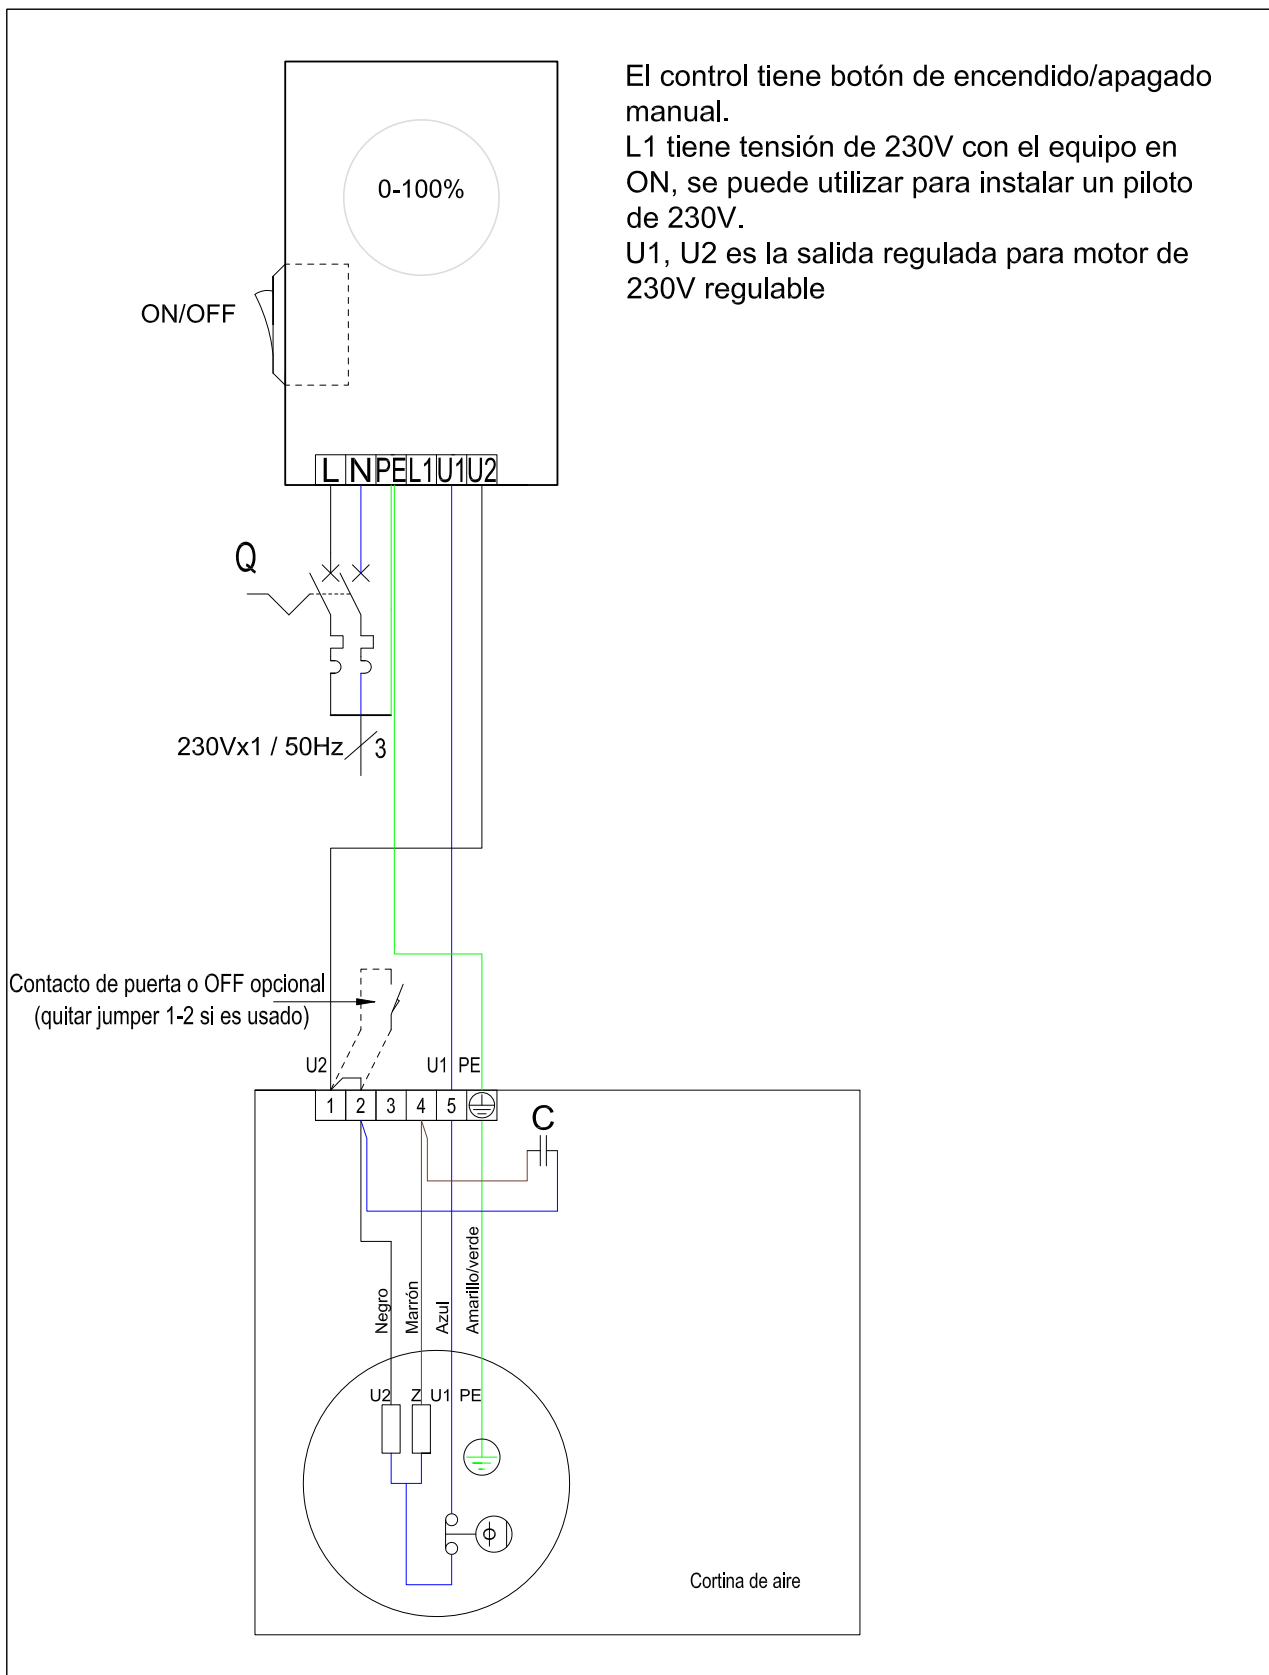 El control tiene botón de encendido/apagado
manual.
L1 tiene tensión de 230V con el equipo en
ON, se puede utilizar para instalar un piloto
de 230V.
U1, U2 es la salida regulada para motor de
230V regulable
0-100%
ON/OFF
L N PE L1 U1 U2
Q
230Vx1 / 50Hz 3
Contacto de puerta o OFF opcional
(quitar jumper 1-2 si es usado)
U2 U1 PE
1 2 3 4 5
C
Negro
Marrón
Azul
Amarillo/verde
U2 Z U1 PE
Cortina de aire